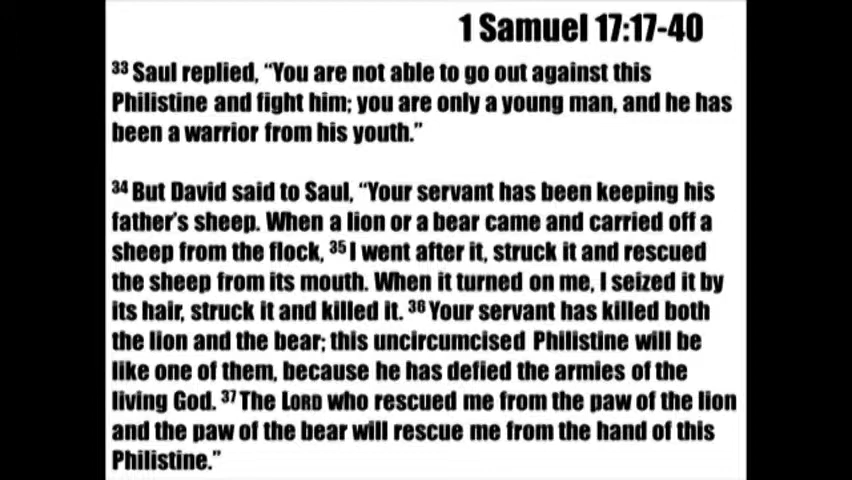 1 Samuel 17:17-40
33 Saul replied, “You are not able to go out against this
Philistine and fight him; you are only a young man, and he has
been a warrior from his youth.”
34 But David said to Saul, “Your servant has been keeping his
father’s sheep. When a lion or a bear came and carried off a
sheep from the flock, 35 I went after it, struck it and rescued
the sheep from its mouth. When it turned on me, I seized it by
its hair, struck it and killed it. 36 Your servant has killed both
the lion and the bear; this uncircumcised Philistine will be
like one of them, because he has defied the armies of the
living God. 37 The LORD who rescued me from the paw of the lion
and the paw of the bear will rescue me from the hand of this
Philistine.”